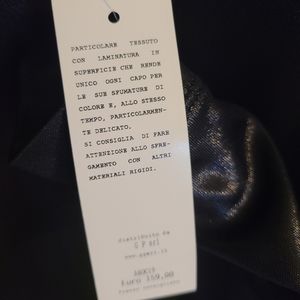 PARTICOLARE TESSUTO
CON LAMINATURA IN
SUPERFICIE CHE RENDE
UNICO OGNI CAPO PER
LE SUE SFUMATURE DI
COLORE E, ALLO STESSO
TEMPO, PARTICOLARMEN-
TE DELICATO.
SI CONSIGLIA DI FARE
ATTENZIONE ALLO SFRE-
GAMENTO CON ALTRI
MATERIALI RIGIDI.
distribuito da
Euro 159,00